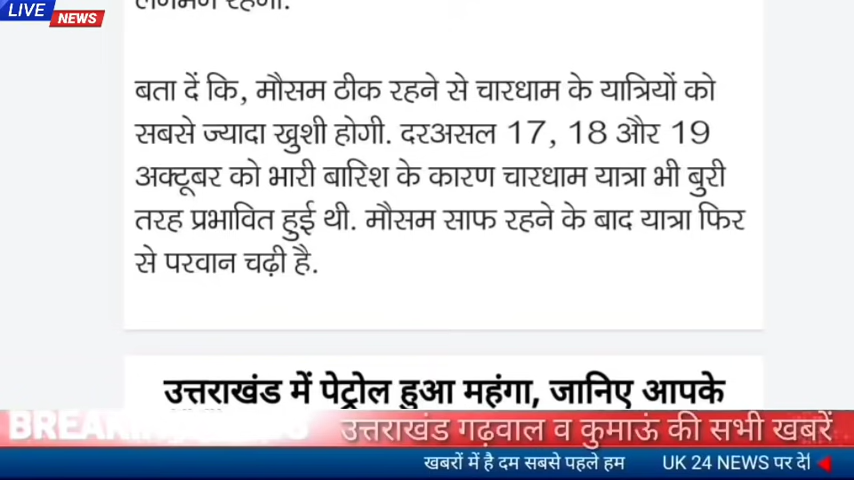 LIVE
NEWS
बता दें कि, मौसम ठीक रहने से चारधाम के यात्रियों को
सबसे ज्यादा खुशी होगी. दरअसल 17, 18 और 19
अक्टूबर को भारी बारिश के कारण चारधाम यात्रा भी बुरी
तरह प्रभावित हुई थी. मौसम साफ रहने के बाद यात्रा फिर
से परवान चढ़ी है.
उत्तराखंड में पेट्रोल हुआ महंगा, जानिए आपके
उत्तराखंड गढ़वाल व कुमाऊं की सभी खबरें
खबरों में है दम सबसे पहले हम UK 24 NEWS पर